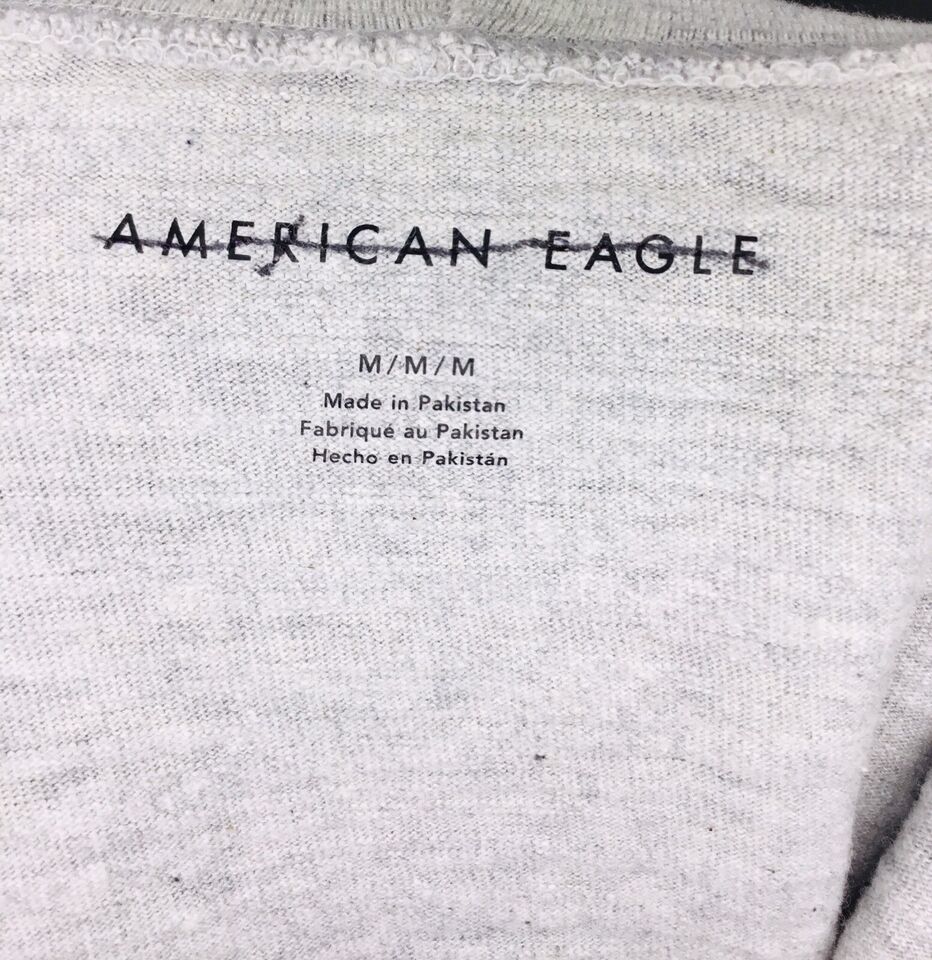 AMERICAN EAGLE
M/M/M
Made in Pakistan
Fabriqué au Pakistan
Hecho en Pakistán